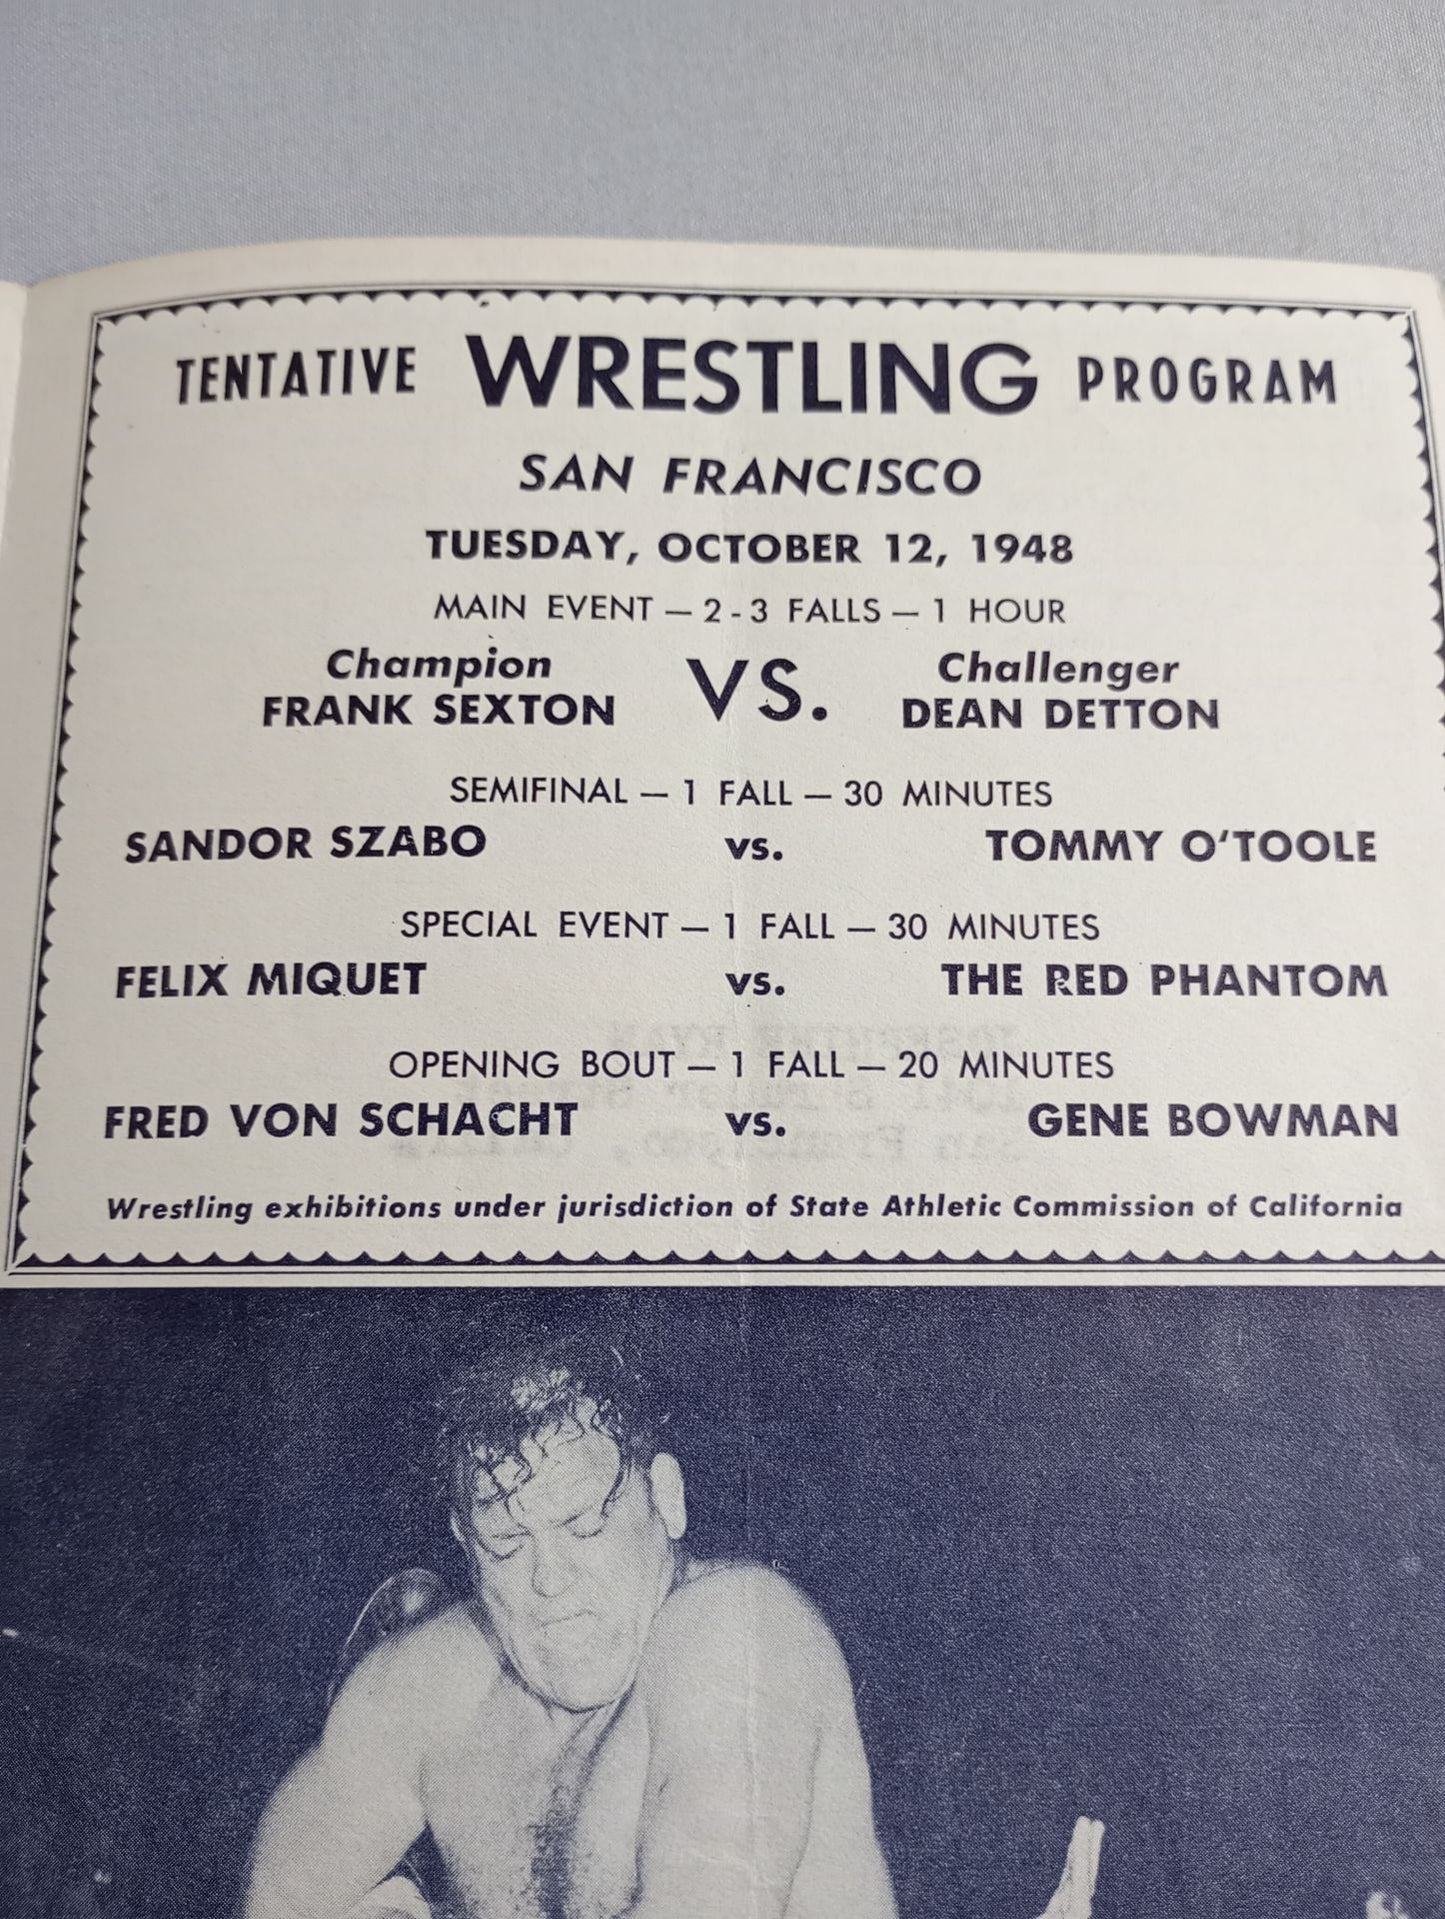 TENTATIVE WRESTLING PROGRAM
SAN FRANCISCO
TUESDAY, OCTOBER 12, 1948
MAIN EVENT — 2-3 FALLS — 1 HOUR
Champion VS. Challenger
FRANK SEXTON DEAN DETTON
SEMIFINAL — 1 FALL — 30 MINUTES
SANDOR SZABO vs. TOMMY O'TOOLE
SPECIAL EVENT — 1 FALL — 30 MINUTES
FELIX MIQUET vs. THE RED PHANTOM
OPENING BOUT — 1 FALL — 20 MINUTES
FRED VON SCHACHT vs. GENE BOWMAN
Wrestling exhibitions under jurisdiction of State Athletic Commission of California